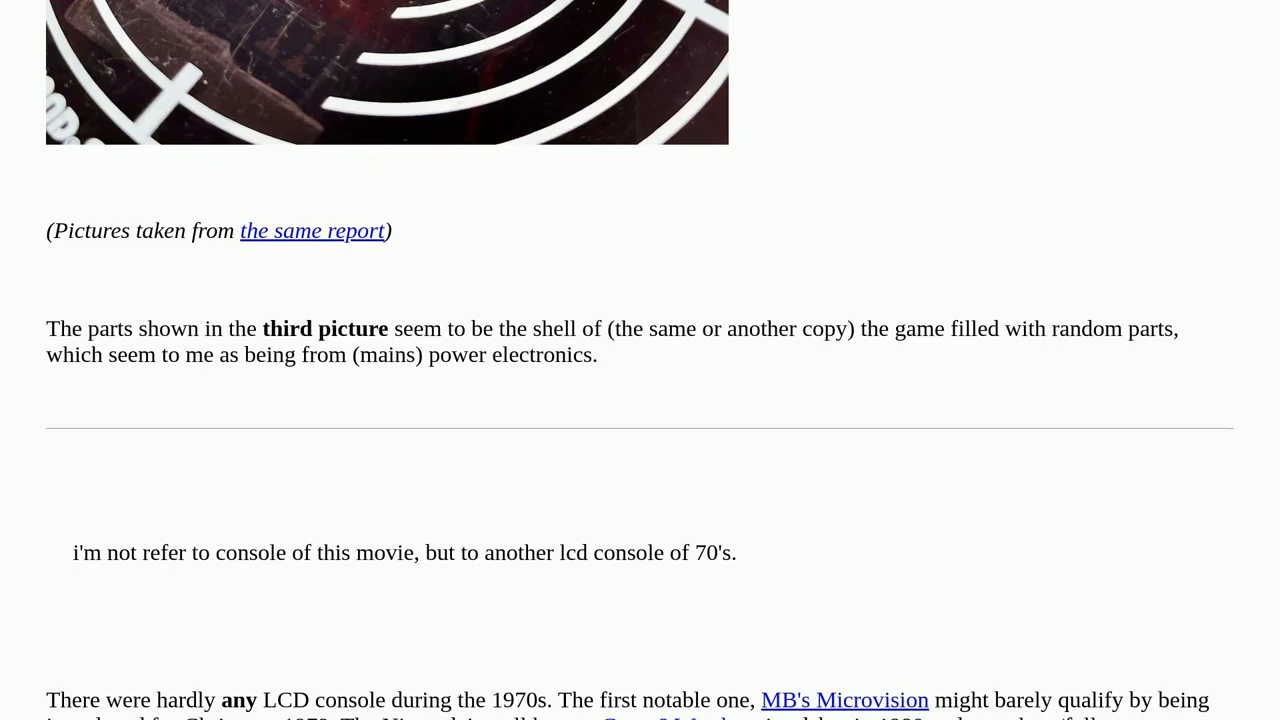 (Pictures taken from the same report)
The parts shown in the third picture seem to be the shell of (the same or another copy) the game filled with random parts,
which seem to me as being from (mains) power electronics.
i'm not refer to console of this movie, but to another lcd console of 70's.
There were hardly any LCD console during the 1970s. The first notable one, MB's Microvision might barely qualify by being